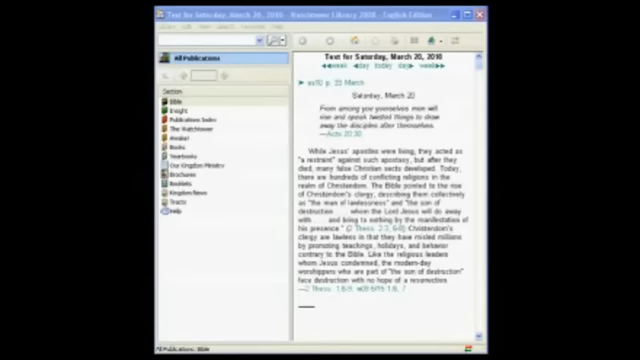 Text for Saturday, March 20, 2010 - Watchtower Library 2008 - English Edition
All Publications
Section
Bible
Insight
Publications Index
The Watchtower
Awake!
Books
Yearbooks
Our Kingdom Ministry
Brochures
Booklets
Kingdom News
Tracts
Help
Text for Saturday, March 20, 2010
week day today day week
es10 p. 33 March
Saturday, March 20
From among you yourselves men will
rise and speak twisted things to draw
away the disciples after themselves.
—Acts 20:30.
While Jesus' apostles were living, they acted as
"a restraint" against such apostasy, but after they
died, many false Christian sects developed. Today,
there are hundreds of conflicting religions in the
realm of Christendom. The Bible pointed to the rise
of Christendom's clergy, describing them collectively
as "the man of lawlessness" and "the son of
destruction whom the Lord Jesus will do away
with and bring to nothing by the manifestation of
his presence." (2 Thess. 2:3, 6-8) Christendom's
clergy are lawless in that they have misled millions
by promoting teachings, holidays, and behavior
contrary to the Bible. Like the religious leaders
whom Jesus condemned, the modern-day
worshippers who are part of "the son of destruction"
face destruction with no hope of a resurrection.
—2 Thess. 1:6-9. w08 9/15 1:6, 7
All Publications: Bible